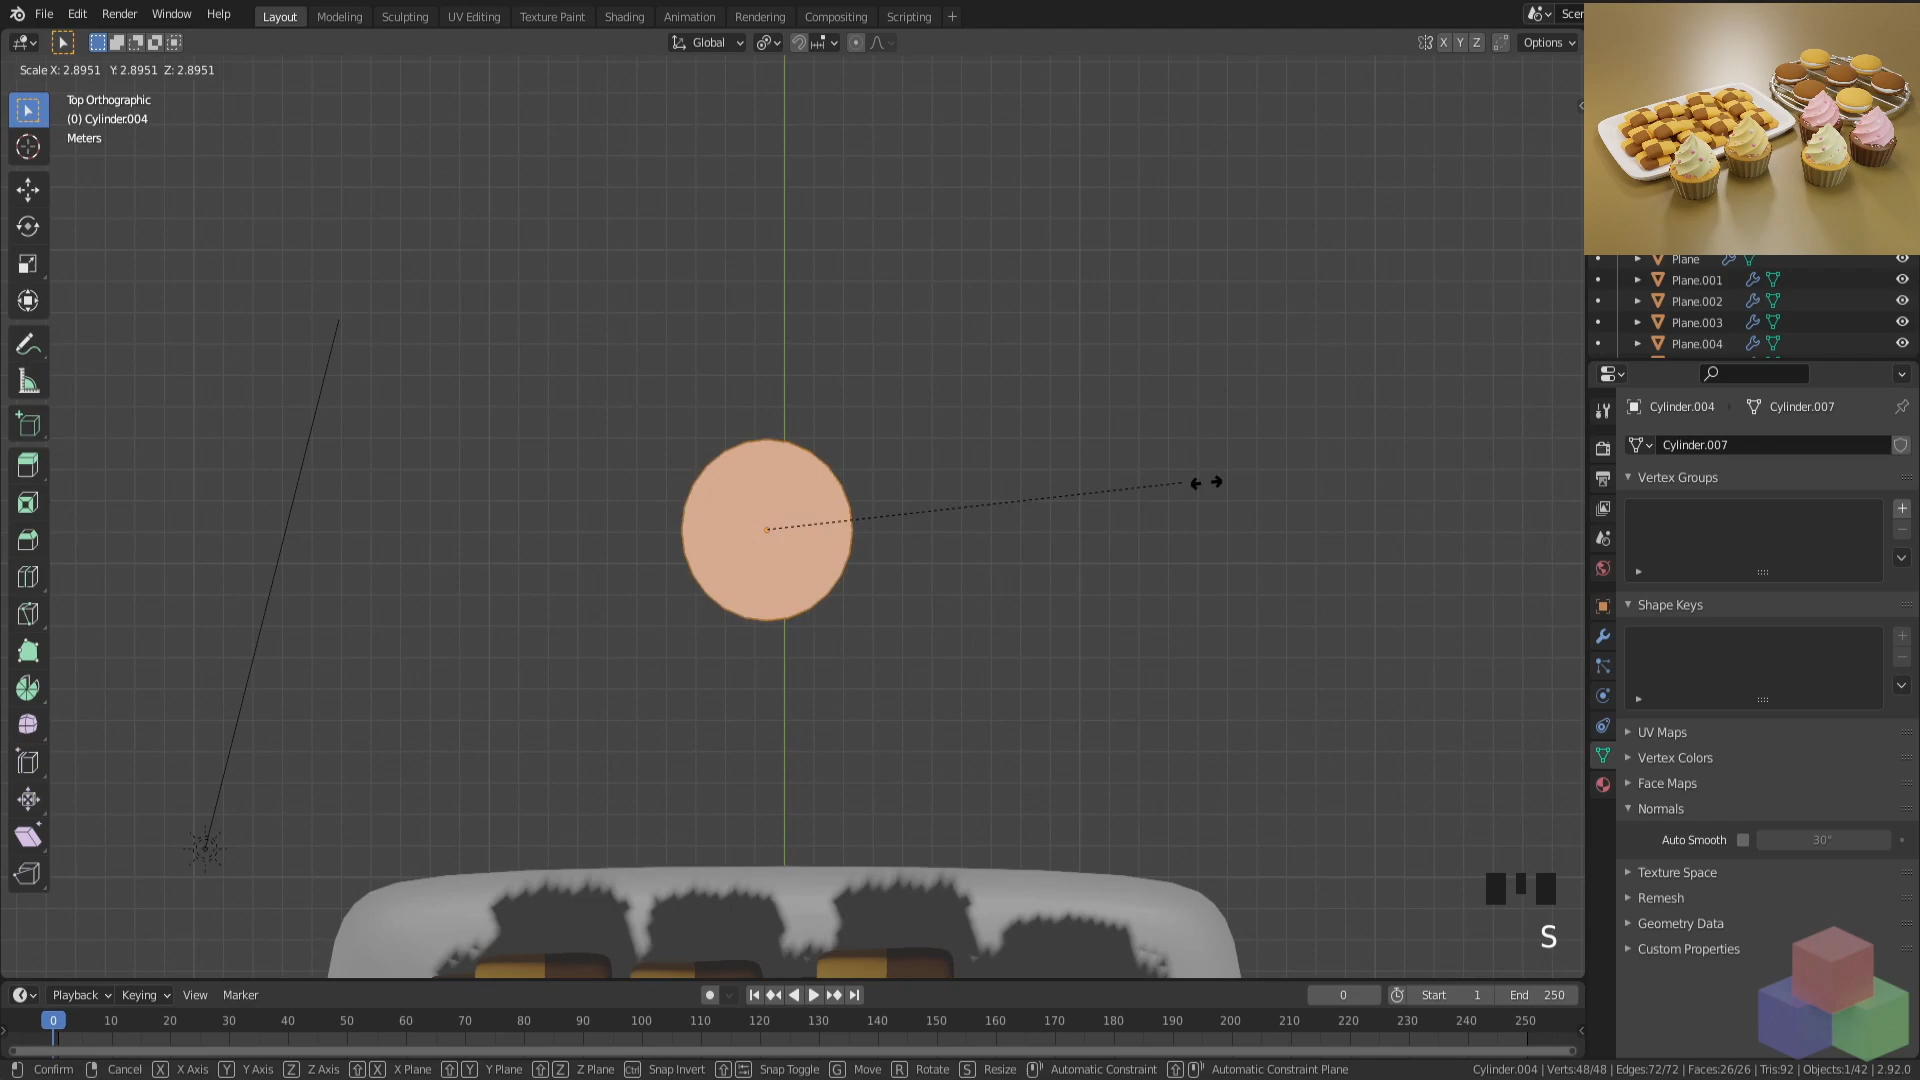 File Edit Render Window Help Layout Modeling Sculpting UV Editing Texture Paint Shading Animation Rendering Compositing Scripting +
Global X Y Z Options
Scale X: 2.8951 Y: 2.8951 Z: 2.8951
Top Orthographic
(0) Cylinder.004
Meters
Plane
Plane.001
Plane.002
Plane.003
Plane.004
Cylinder.004 Cylinder.007
Cylinder.007
Vertex Groups
Shape Keys
UV Maps
Vertex Colors
Face Maps
Normals
Auto Smooth 30°
Texture Space
Remesh
Geometry Data
Custom Properties
S
Playback Keying View Marker 0 Start 1 End 250
0 10 20 30 40 50 60 70 80 90 100 110 120 130 140 150 160 170 180 190 200 210 220 230 240 250
Confirm Cancel X X Axis Y Y Axis Z Z Axis X X Plane Y Y Plane Z Z Plane Ctrl Snap Invert Snap Toggle G Move R Rotate S Resize Automatic Constraint Automatic Constraint Plane Cylinder.004 | Verts:48/48 | Edges:72/72 | Faces:26/26 | Tris:92 | Objects:1/42 | 2.92.0